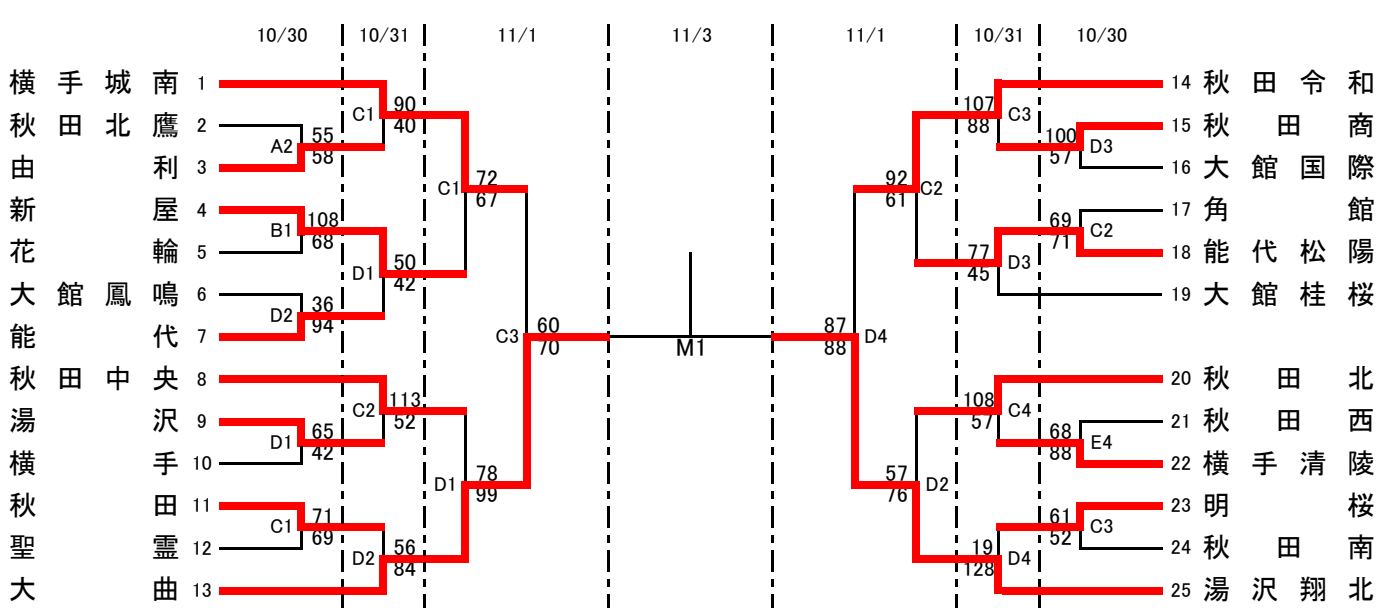 10/30 10/31 11/1 11/3 11/1 10/31 10/30
横手城南 1 14 秋田令和
90 107
C1 C3
40 88
秋田北鷹 2 15 秋田商
55 100
A2 D3
58 57
由利 3 16 大館国際
72 92
C1 C2
67 61
新屋 4 17 角館
108 69
B1 C2
68 71
花輪 5 18 能代松陽
50 77
D1 D3
42 45
大館鳳鳴 6 19 大館桂桜
36
D2
94
能代 7
60 87
C3 M1 D4
70 88
秋田中央 8 20 秋田北
113 108
C2 C4
52 57
湯沢 9 21 秋田西
65 68
D1 E4
42 88
横手 10 22 横手清陵
78 57
D1 D2
99 76
秋田 11 23 明桜
71 61
C1 C3
69 52
聖霊 12 24 秋田南
56 19
D2 D4
84 128
大曲 13 25 湯沢翔北